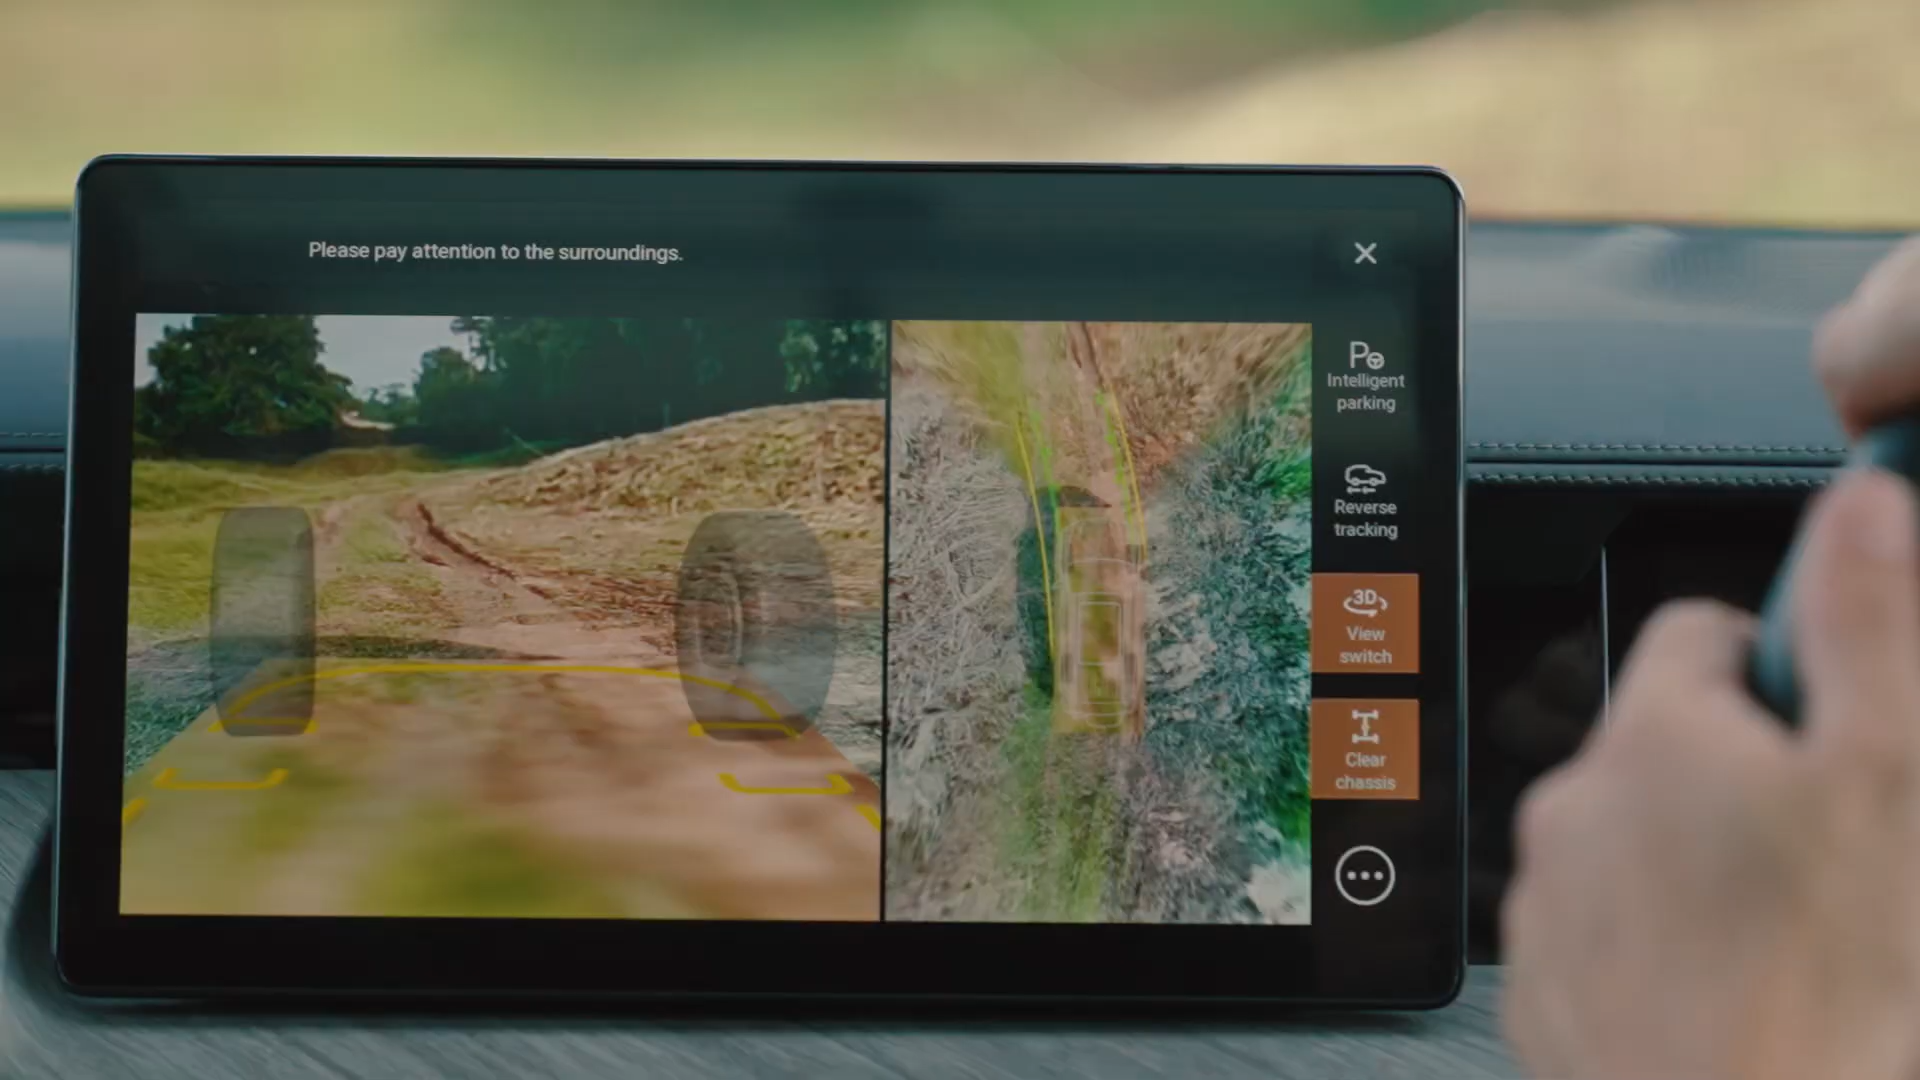 Please pay attention to the surroundings.
Intelligent
parking
Reverse
tracking
3D
View
switch
Clear
chassis